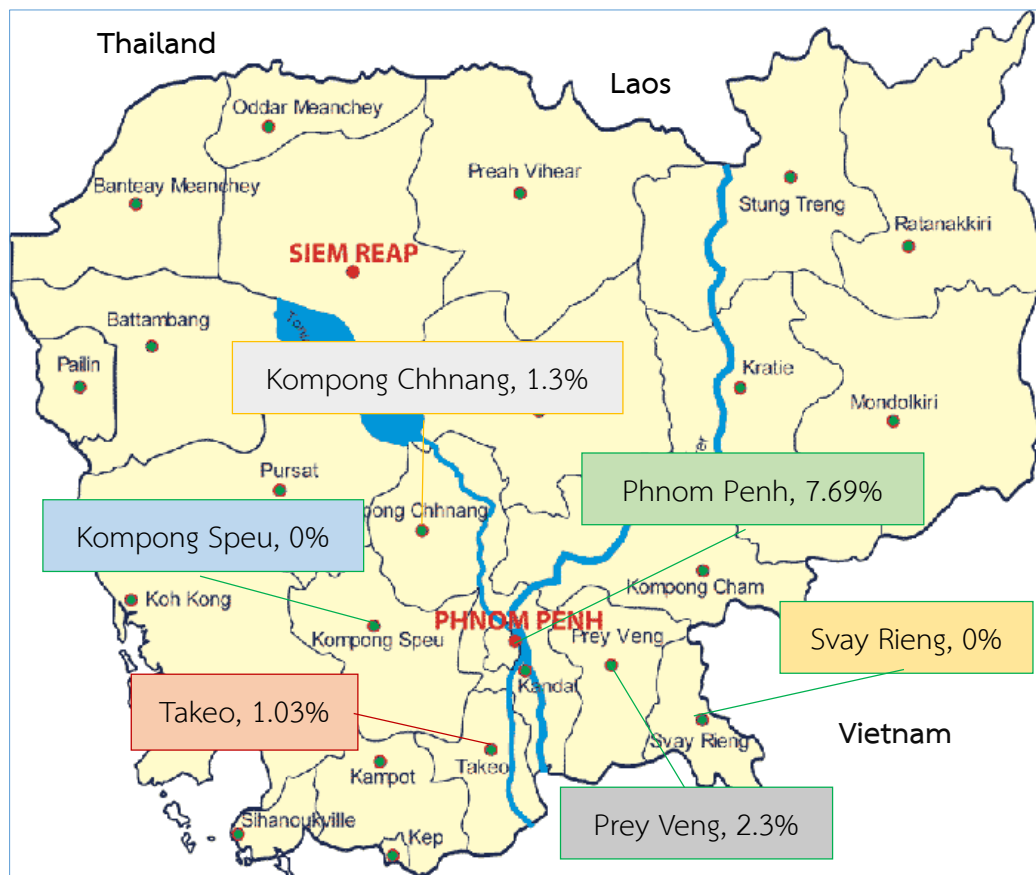 Thailand
Laos
Oddar Meanchey
Banteay Meanchey
Preah Vihear
Stung Treng
Ratanakkiri
SIEM REAP
Battambang
Pailin
Kompong Chhnang, 1.3%
Kratie
Mondolkiri
Pursat
Phnom Penh, 7.69%
Chhnang
Kompong Speu, 0%
Kompong Cham
Koh Kong
PHNOM PENH
Kompong Speu
Prey Veng
Svay Rieng, 0%
Kandal
Takeo, 1.03%
Svay Rieng
Vietnam
Takeo
Kampot
Prey Veng, 2.3%
Sihanoukville
Kep